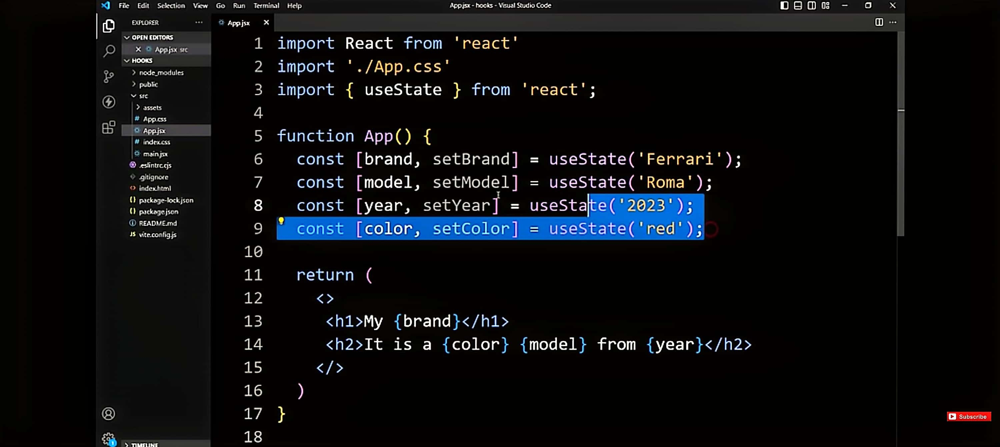 File Edit Selection View Go Run Terminal Help
App.jsx - hooks - Visual Studio Code
EXPLORER
OPEN EDITORS
App.jsx src
HOOKS
node_modules
public
src
assets
App.css
App.jsx
index.css
main.jsx
.eslintrc.cjs
.gitignore
index.html
package-lock.json
package.json
README.md
vite.config.js
TIMELINE
App.jsx
1 import React from 'react'
2 import './App.css'
3 import { useState } from 'react';
4
5 function App() {
6 const [brand, setBrand] = useState('Ferrari');
7 const [model, setModel] = useState('Roma');
8 const [year, setYear] = useState('2023');
9 const [color, setColor] = useState('red');
10
11 return (
12 <>
13 <h1>My {brand}</h1>
14 <h2>It is a {color} {model} from {year}</h2>
15 </>
16 )
17 }
18
Subscribe